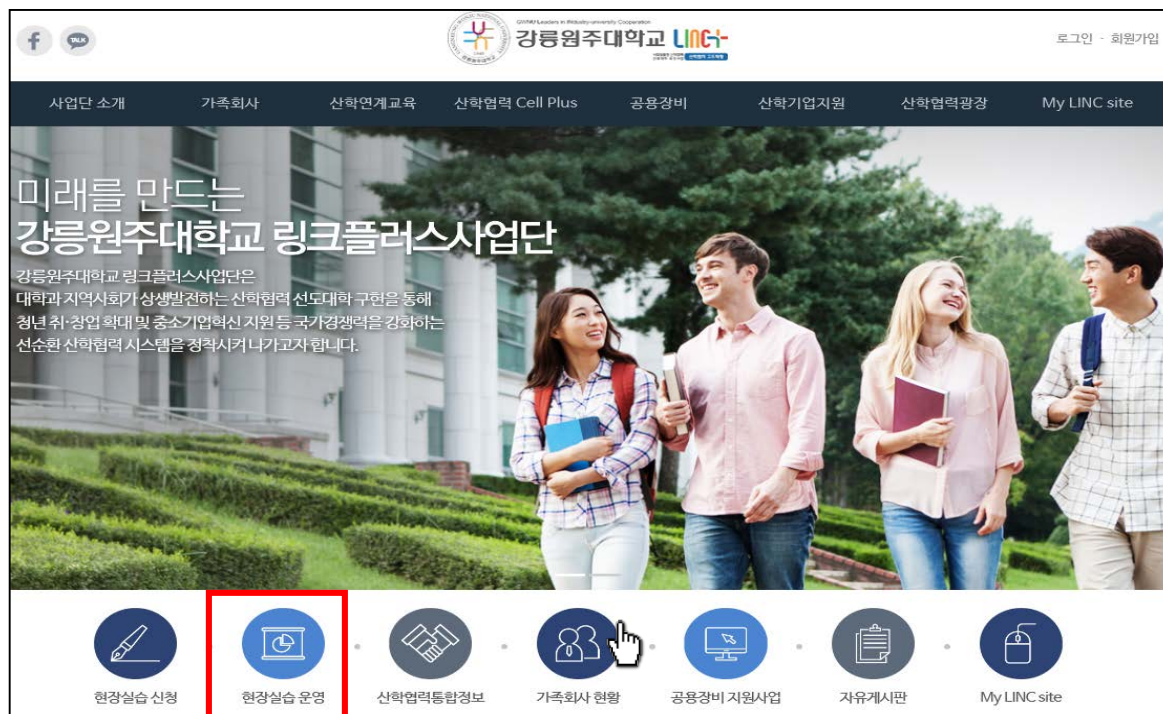 f
TALK
GWNU Leaders in INdustry-university Cooperation
강릉원주대학교 LINC+
로그인 · 회원가입
사업단 소개 가족회사 산학연계교육 산학협력 Cell Plus 공용장비 산학기업지원 산학협력광장 My LINC site
미래를 만드는
강릉원주대학교 링크플러스사업단
강릉원주대학교 링크플러스사업단은
대학과 지역사회가 상생발전하는 산학협력 선도대학 구현을 통해
청년 취·창업 확대 및 중소기업혁신 지원 등 국가경쟁력을 강화하는
선순환 산학협력 시스템을 정착시켜 나가고자 합니다.
현장실습 신청 현장실습 운영 산학협력통합정보 가족회사 현황 공용장비 지원사업 자유게시판 My LINC site